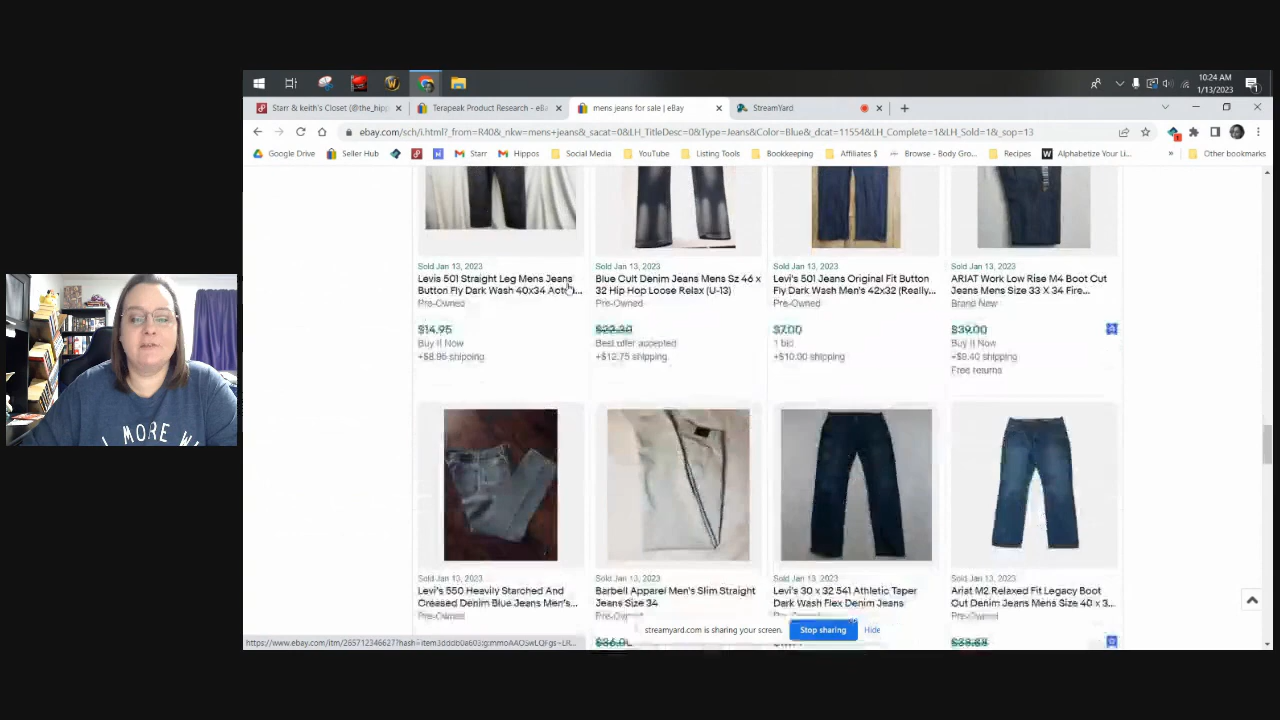 10:24 AM
1/13/2023
Starr & keith's Closet (@the_hipp
Terapeak Product Research - eBa
mens jeans for sale | eBay
StreamYard
ebay.com/sch/i.html?_from=R40&_nkw=mens+jeans&_sacat=0&LH_TitleDesc=0&Type=Jeans&Color=Blue&_dcat=11554&LH_Complete=1&LH_Sold=1&_sop=13
Google Drive
Seller Hub
Starr
Hippos
Social Media
YouTube
Listing Tools
Bookkeeping
Affiliates $
Browse - Body Gro...
Recipes
W
Alphabetize Your Li...
»
Other bookmarks
Sold Jan 13, 2023
Levis 501 Straight Leg Mens Jeans
Button Fly Dark Wash 40x34
Pre-Owned
$14.95
Buy It Now
+$8.95 shipping
Sold Jan 13, 2023
Blue Cult Denim Jeans Mens Sz 46 x
32 Hip Hop Loose Relax (U-13)
Pre-Owned
Best offer accepted
+$12.75 shipping
Sold Jan 13, 2023
Levi's 501 Jeans Original Fit Button
Fly Dark Wash Men's 42x32 (Really...
Pre-Owned
$7.00
1 bid
+$10.00 shipping
Sold Jan 13, 2023
ARIAT Work Low Rise M4 Boot Cut
Jeans Mens Size 33 X 34 Fire...
Brand New
$39.00
Buy It Now
+$9.40 shipping
Free returns
Sold Jan 13, 2023
Levi's 550 Heavily Starched And
Creased Denim Blue Jeans Men's...
Pre-Owned
Sold Jan 13, 2023
Barbell Apparel Men's Slim Straight
Jeans Size 34
Pre-Owned
Sold Jan 13, 2023
Levi's 30 x 32 541 Athletic Taper
Dark Wash Flex Denim Jeans
Sold Jan 13, 2023
Ariat M2 Relaxed Fit Legacy Boot
Cut Denim Jeans Mens Size 40 x 3...
Pre-Owned
streamyard.com is sharing your screen.
Stop sharing
Hide